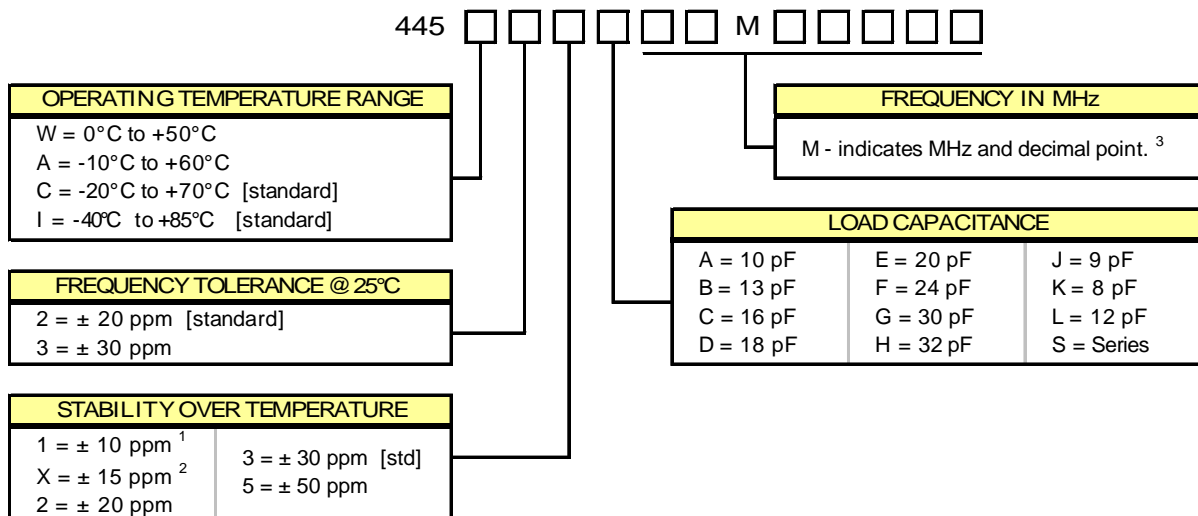 445 M
OPERATING TEMPERATURE RANGE
W = 0°C to +50°C
A = -10°C to +60°C
C = -20°C to +70°C [standard]
I = -40°C to +85°C [standard]
FREQUENCY TOLERANCE @ 25°C
2 = ± 20 ppm [standard]
3 = ± 30 ppm
STABILITY OVER TEMPERATURE
1 = ± 10 ppm 1
X = ± 15 ppm 2
2 = ± 20 ppm
3 = ± 30 ppm [std]
5 = ± 50 ppm
FREQUENCY IN MHz
M - indicates MHz and decimal point. 3
LOAD CAPACITANCE
A = 10 pF
B = 13 pF
C = 16 pF
D = 18 pF
E = 20 pF
F = 24 pF
G = 30 pF
H = 32 pF
J = 9 pF
K = 8 pF
L = 12 pF
S = Series